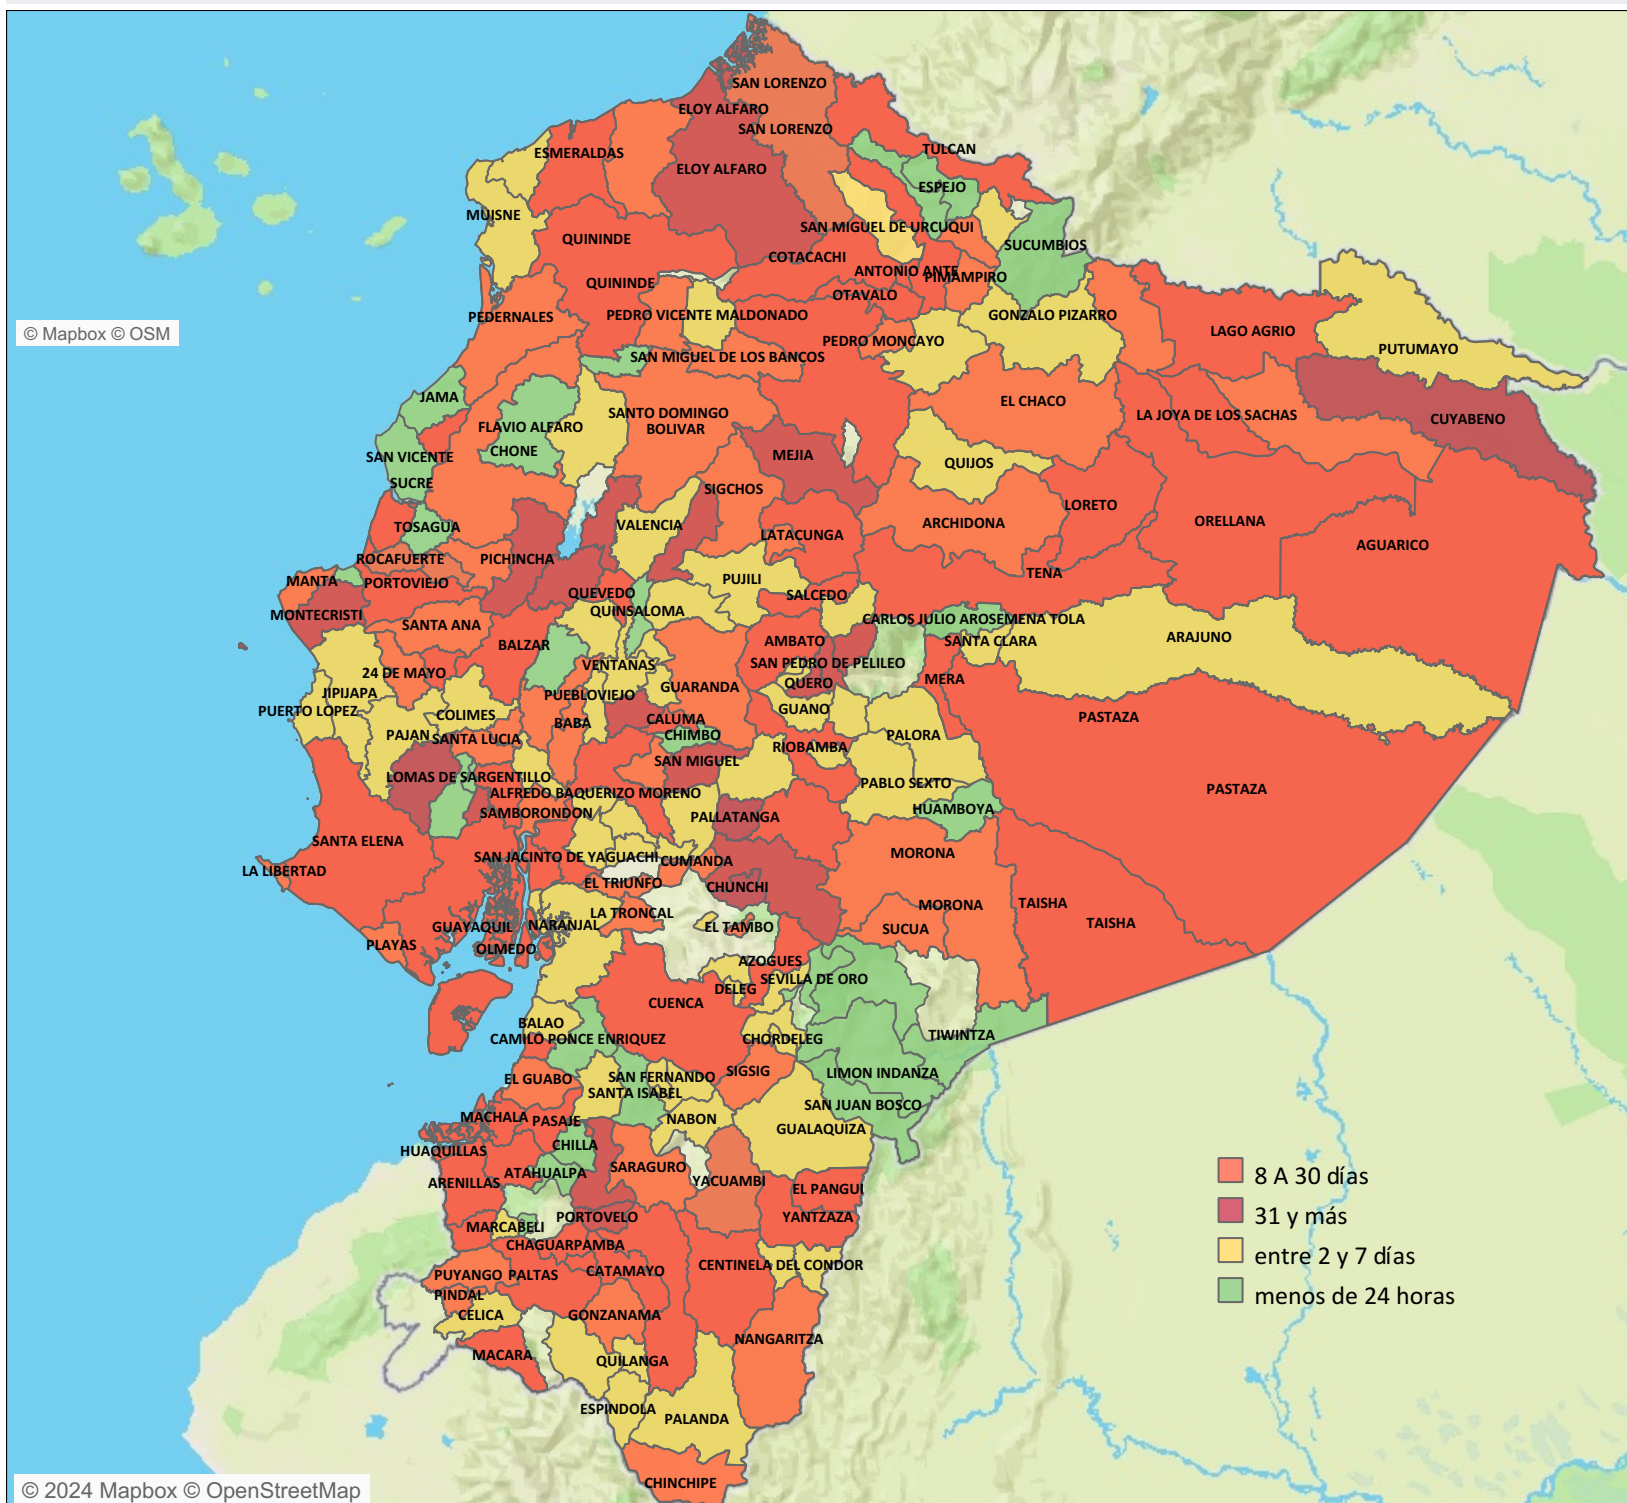 SAN LORENZO
ELOY ALFARO
SAN LORENZO
TULCAN
ESMERALDAS
ELOY ALFARO
ESPEJO
MUISNE
SAN MIGUEL DE URCUQUI
QUININDE
SUCUMBIOS
COTACACHI
ANTONIO ANTE
PIMAMPIRO
QUININDE
OTAVALO
PEDERNALES
PEDRO VICENTE MALDONADO
GONZALO PIZARRO
LAGO AGRIO
© Mapbox © OSM
PEDRO MONCAYO
PUTUMAYO
SAN MIGUEL DE LOS BANCOS
JAMA
EL CHACO
FLAVIO ALFARO
SANTO DOMINGO
LA JOYA DE LOS SACHAS
CUYABENO
BOLIVAR
CHONE
SAN VICENTE
MEJIA
QUIJOS
SUCRE
SIGCHOS
LORETO
TOSAGUA
VALENCIA
ARCHIDONA
ORELLANA
LATACUNGA
AGUARICO
ROCAFUERTE
PICHINCHA
TENA
MANTA
PORTOVIEJO
PUJILI
QUEVEDO
SALCEDO
MONTECRISTI
QUINSALOMA
CARLOS JULIO AROSEMENA TOLA
SANTA ANA
ARAJUNO
BALZAR
AMBATO
SANTA CLARA
24 DE MAYO
VENTANAS
SAN PEDRO DE PELILEO
MERA
JIPIJAPA
PUEBLOVIEJO
GUARANDA
QUERO
PUERTO LOPEZ
COLIMES
BABA
CALUMA
GUANO
PASTAZA
PAJAN
SANTA LUCIA
CHIMBO
RIOBAMBA
PALORA
SAN MIGUEL
LOMAS DE SARGENTILLO
PABLO SEXTO
PASTAZA
ALFREDO BAQUERIZO MORENO
SAMBORONDON
PALLATANGA
HUAMBOYA
SANTA ELENA
SAN JACINTO DE YAGUACHI
CUMANDA
MORONA
LA LIBERTAD
EL TRIUNFO
CHUNCHI
LA TRONCAL
MORONA
TAISHA
GUAYAQUIL
NARANJAL
EL TAMBO
SUCUA
TAISHA
PLAYAS
OLMEDO
AZOGUES
SEVILLA DE ORO
DELEG
CUENCA
BALAO
CAMILO PONCE ENRIQUEZ
CHORDELEG
TIWINTZA
EL GUABO
SAN FERNANDO
SIGSIG
LIMON INDANZA
SANTA ISABEL
SAN JUAN BOSCO
MACHALA
PASAJE
NABON
GUALAQUIZA
HUAQUILLAS
CHILLA
SARAGURO
ATAHUALPA
ARENILLAS
YACUAMBI
EL PANGUI
8 A 30 días
PORTOVELO
YANTZAZA
31 y más
MARCABELI
CHAGUARPAMBA
entre 2 y 7 días
CENTINELA DEL CONDOR
PUYANGO
PALTAS
CATAMAYO
menos de 24 horas
PINDAL
CELICA
GONZANAMA
NANGARITZA
MACARA
QUILANGA
ESPINDOLA
PALANDA
CHINCHIPE
© 2024 Mapbox © OpenStreetMap